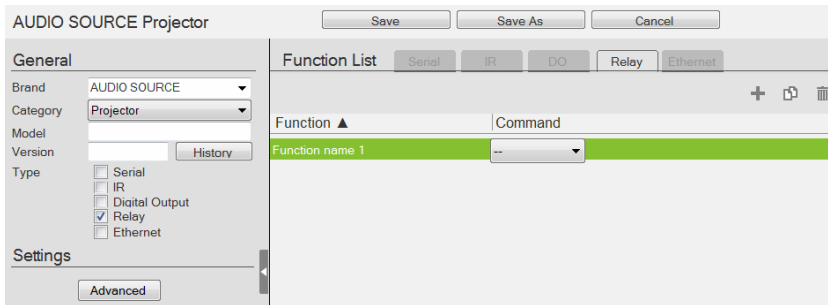 AUDIO SOURCE Projector
Save
Save As
Cancel
General
Brand
AUDIO SOURCE
Category
Projector
Model
Version
History
Type
Serial
IR
Digital Output
Relay
Ethernet
Settings
Advanced
Function List
Serial
IR
DO
Relay
Ethernet
Function ▲
Command
Function name 1
--